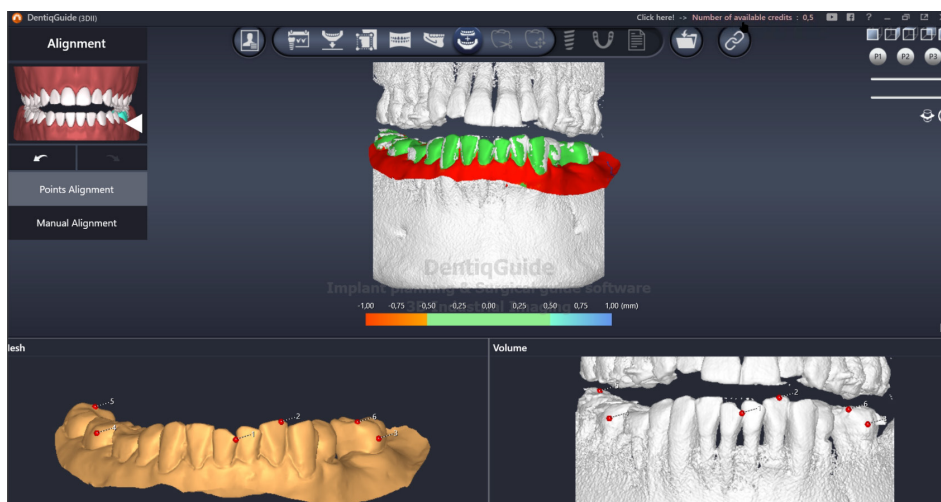 DentiqGuide (3DII)
Click here! -> Number of available credits : 0,5
Alignment
P1 P2 P3
Points Alignment
Manual Alignment
DentiqGuide
Implant planning & Surgical guide software
-1,00 -0,75 -0,50 -0,25 0,00 0,25 0,50 0,75 1,00 (mm)
lesh
Volume
5
4
1
2
6
2
6